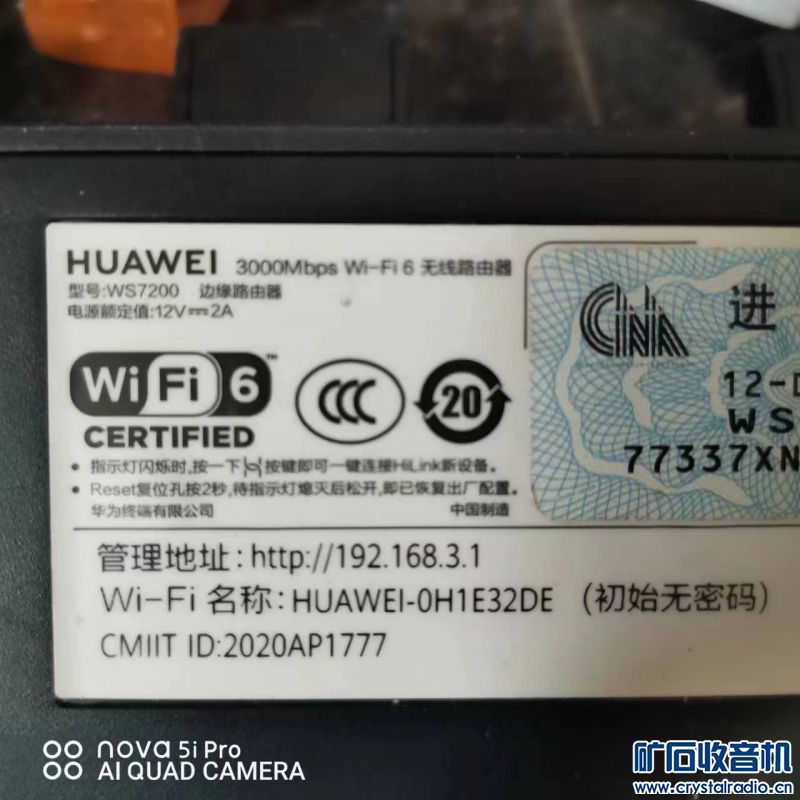 HUAWEI 3000Mbps Wi-Fi 6 无线路由器
型号:WS7200 边缘路由器
电源额定值:12V⎓2A
Wi Fi 6™
CERTIFIED
CCC
20
CNA 进
12-D
WS
77337XN
• 指示灯闪烁时,按一下按键即可一键连接HiLink新设备。
• Reset复位孔按2秒,待指示灯熄灭后松开,即已恢复出厂配置。
华为终端有限公司 中国制造
管理地址:http://192.168.3.1
Wi-Fi 名称:HUAWEI-0H1E32DE (初始无密码)
CMIIT ID:2020AP1777
nova 5i Pro
AI QUAD CAMERA
矿石收音机
www.crystalradio.cn